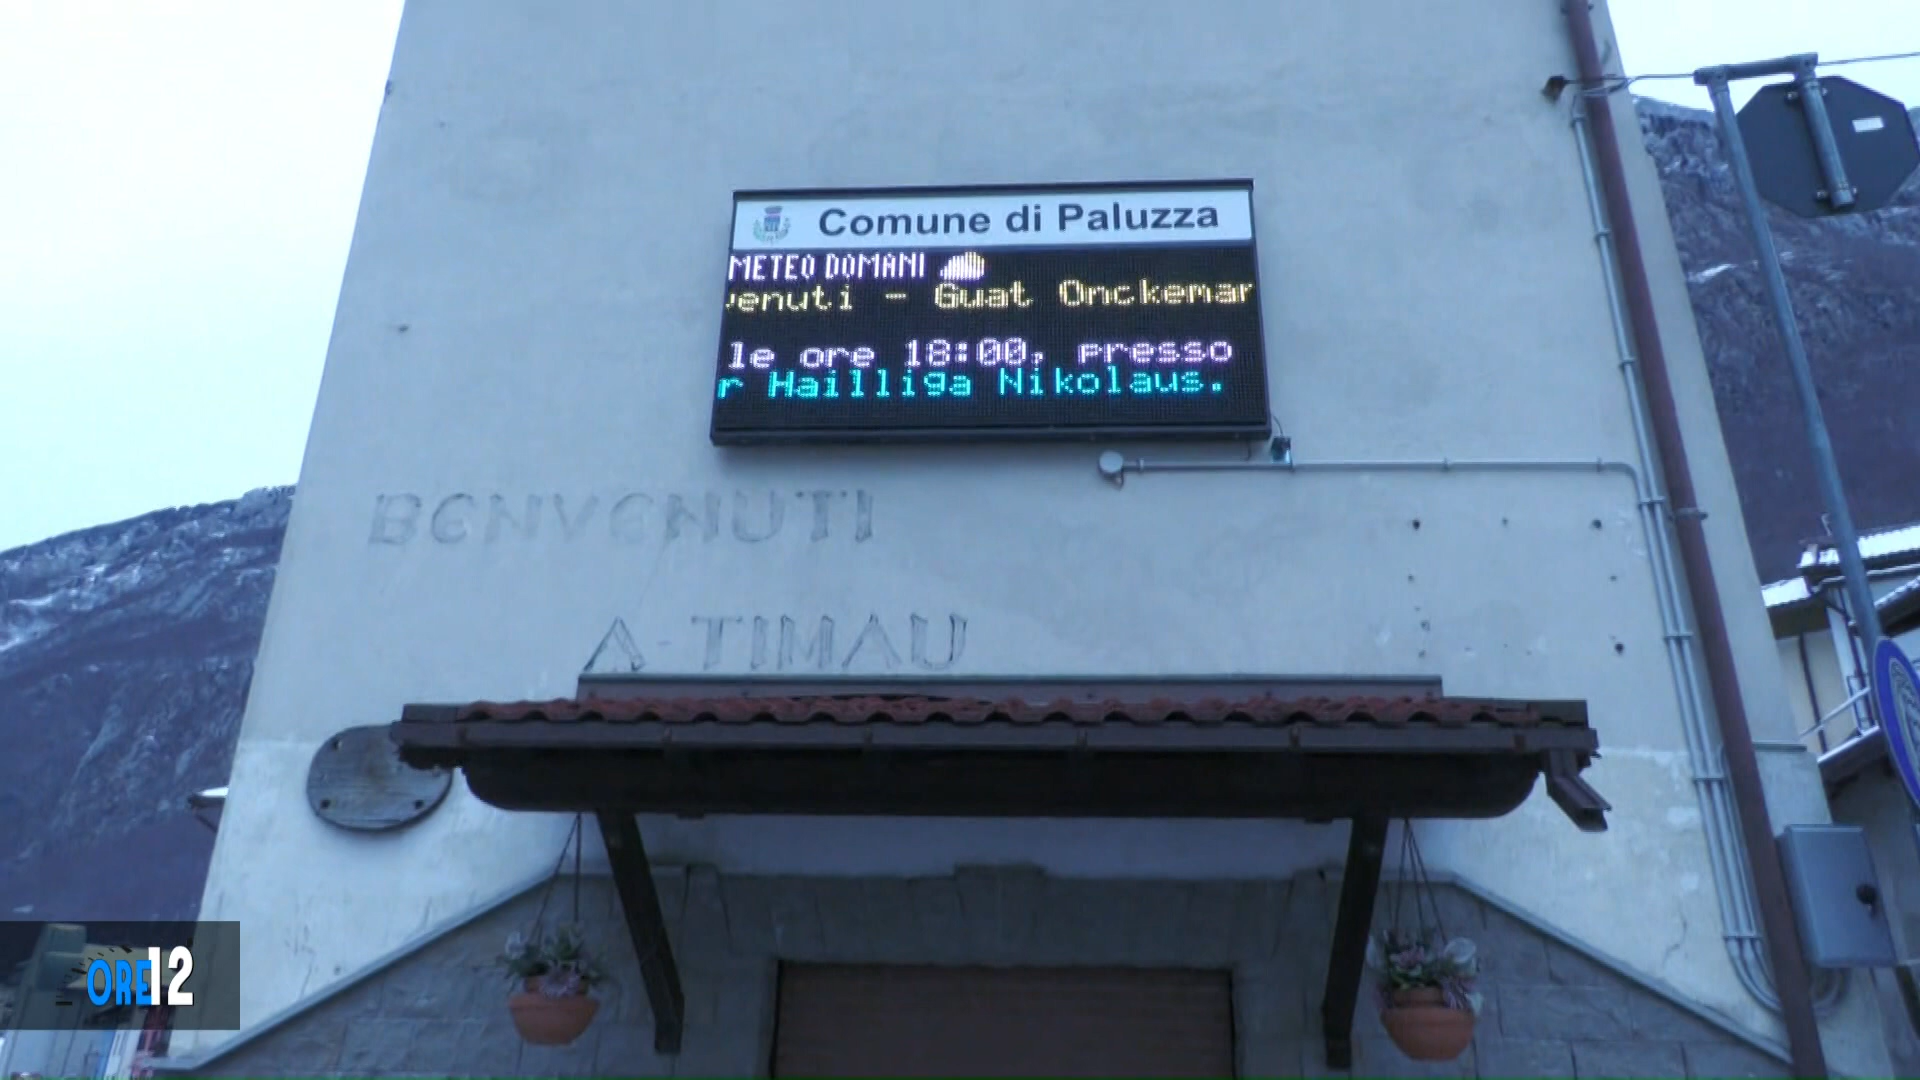 Comune di Paluzza
METEO DOMANI
venuti - Guat Onckemar
le ore 18:00, presso
r Hailliga Nikolaus.
BENVENUTI
A TIMAU
ORE12